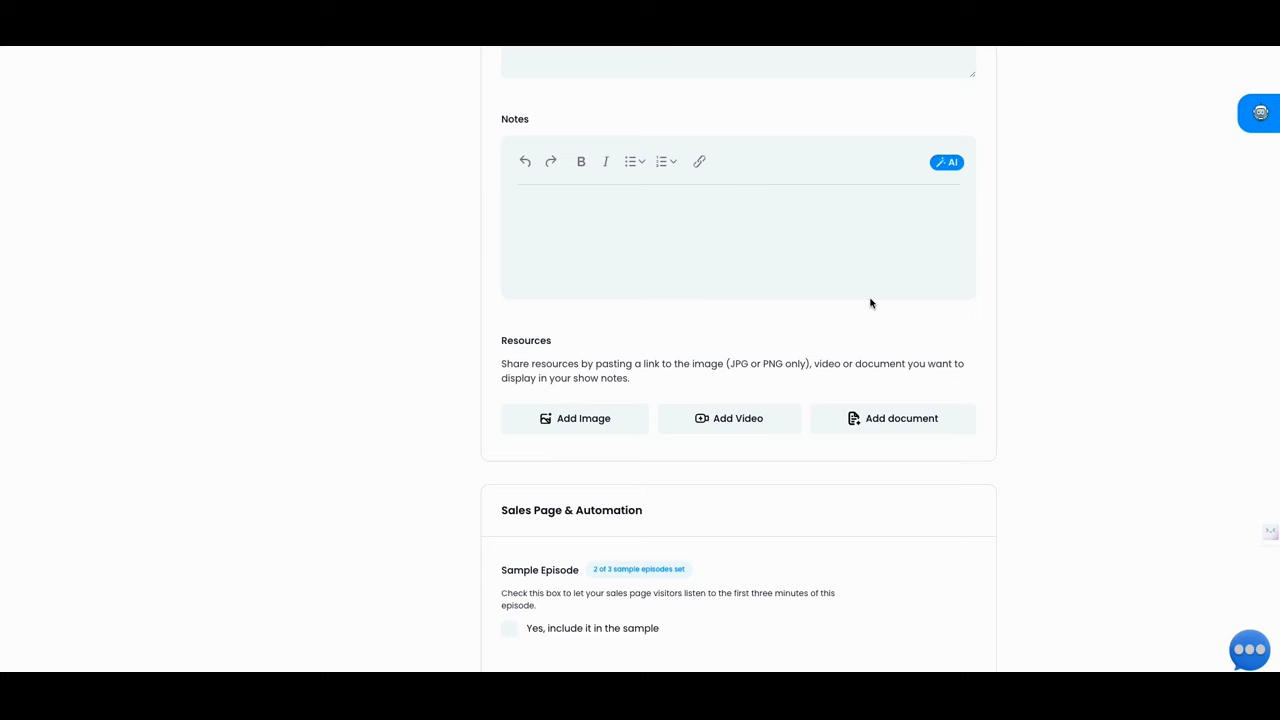 Notes
B I AI
Resources
Share resources by pasting a link to the image (JPG or PNG only), video or document you want to
display in your show notes.
Add Image Add Video Add document
Sales Page & Automation
Sample Episode 2 of 3 sample episodes set
Check this box to let your sales page visitors listen to the first three minutes of this
episode.
Yes, include it in the sample